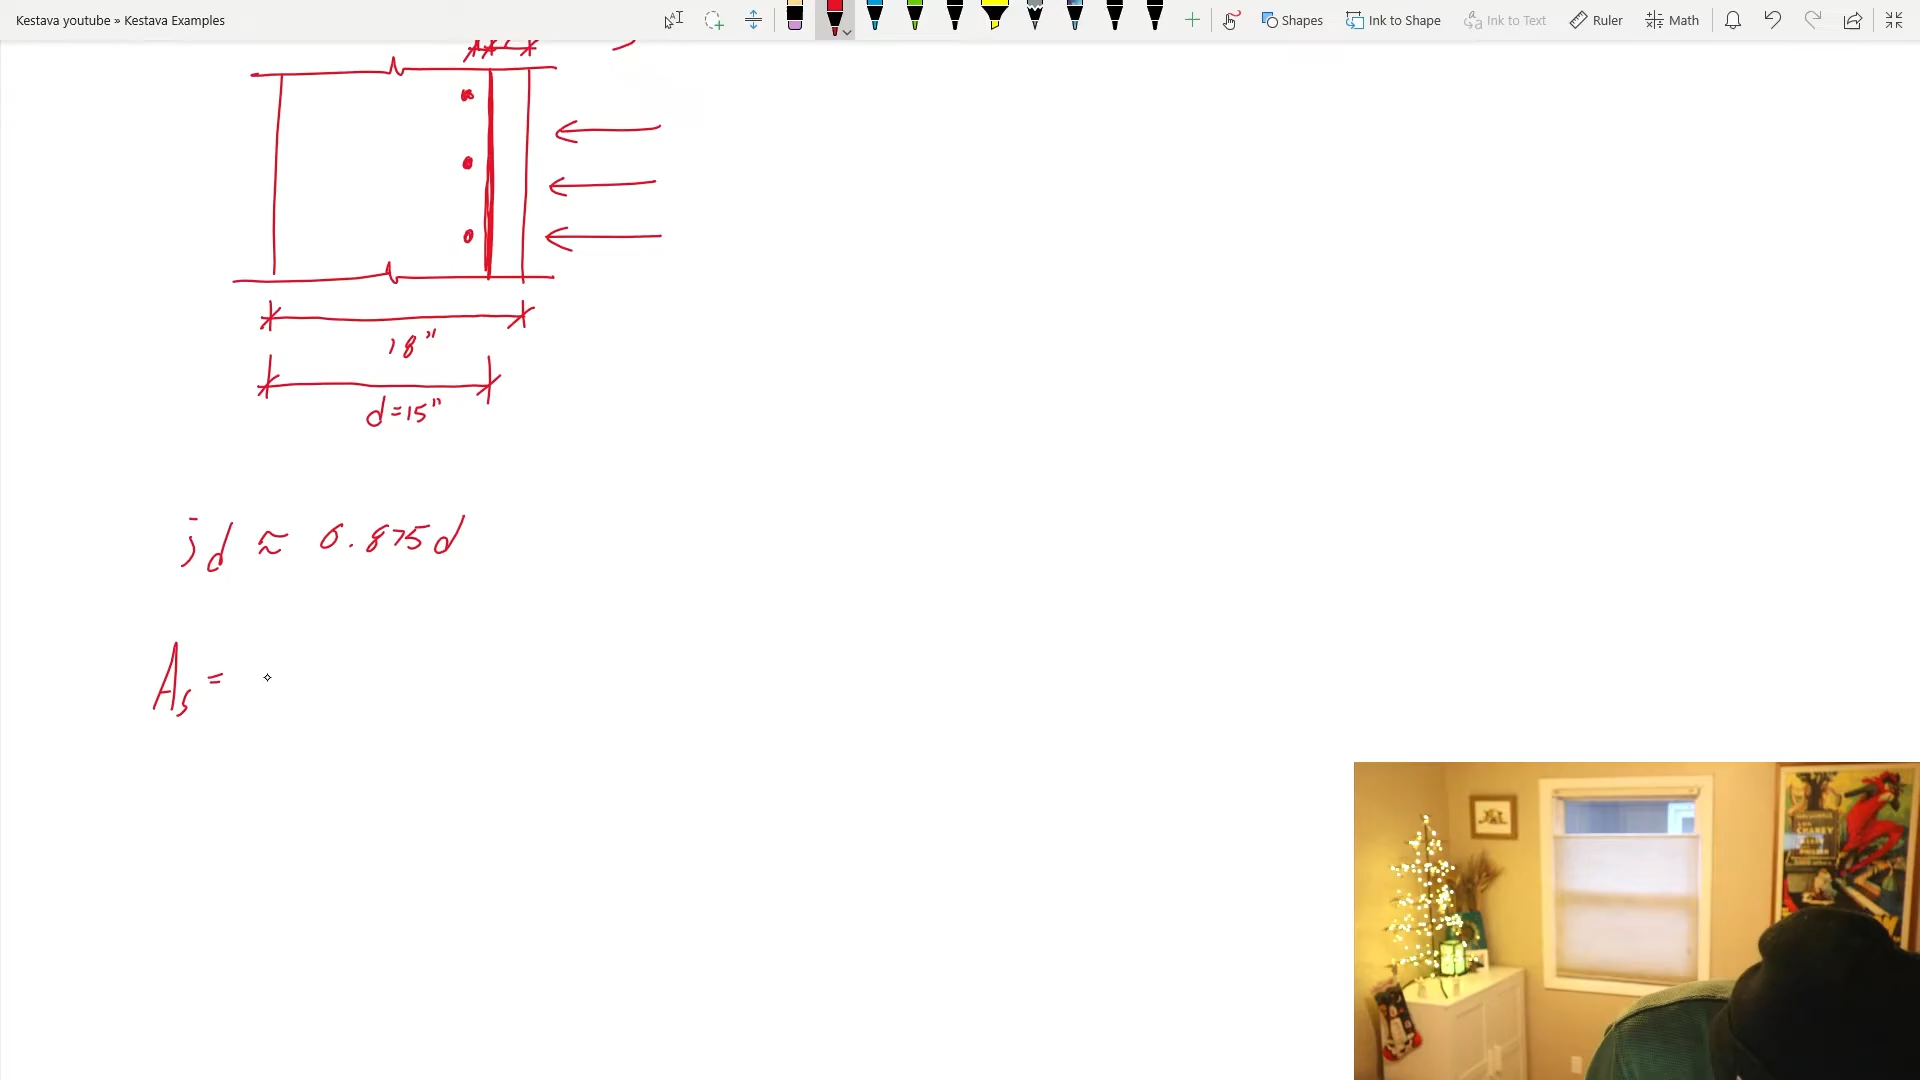 Kestava youtube » Kestava Examples
Shapes
Ink to Shape
Ink to Text
Ruler
Math
18"
d=15"
jd ≈ 0.875d
As =